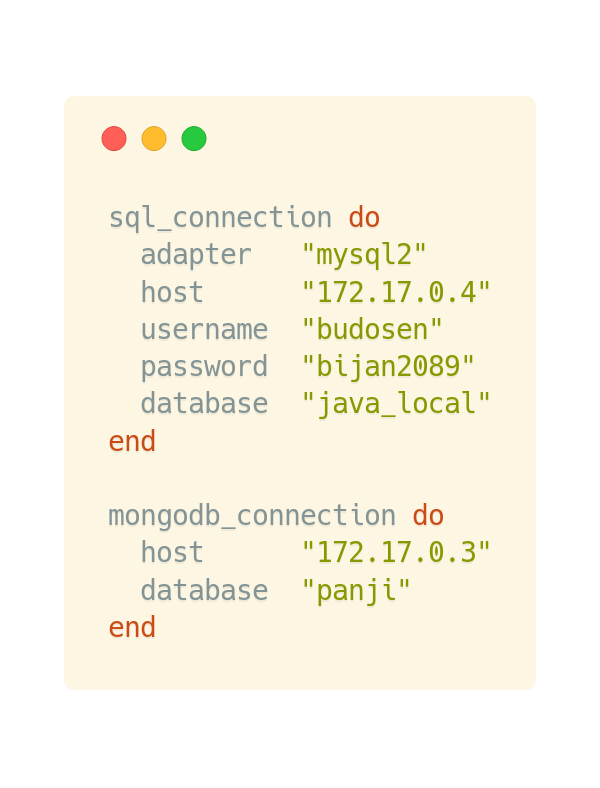 sql_connection do
  adapter   "mysql2"
  host      "172.17.0.4"
  username  "budosen"
  password  "bijan2089"
  database  "java_local"
end

mongodb_connection do
  host      "172.17.0.3"
  database  "panji"
end